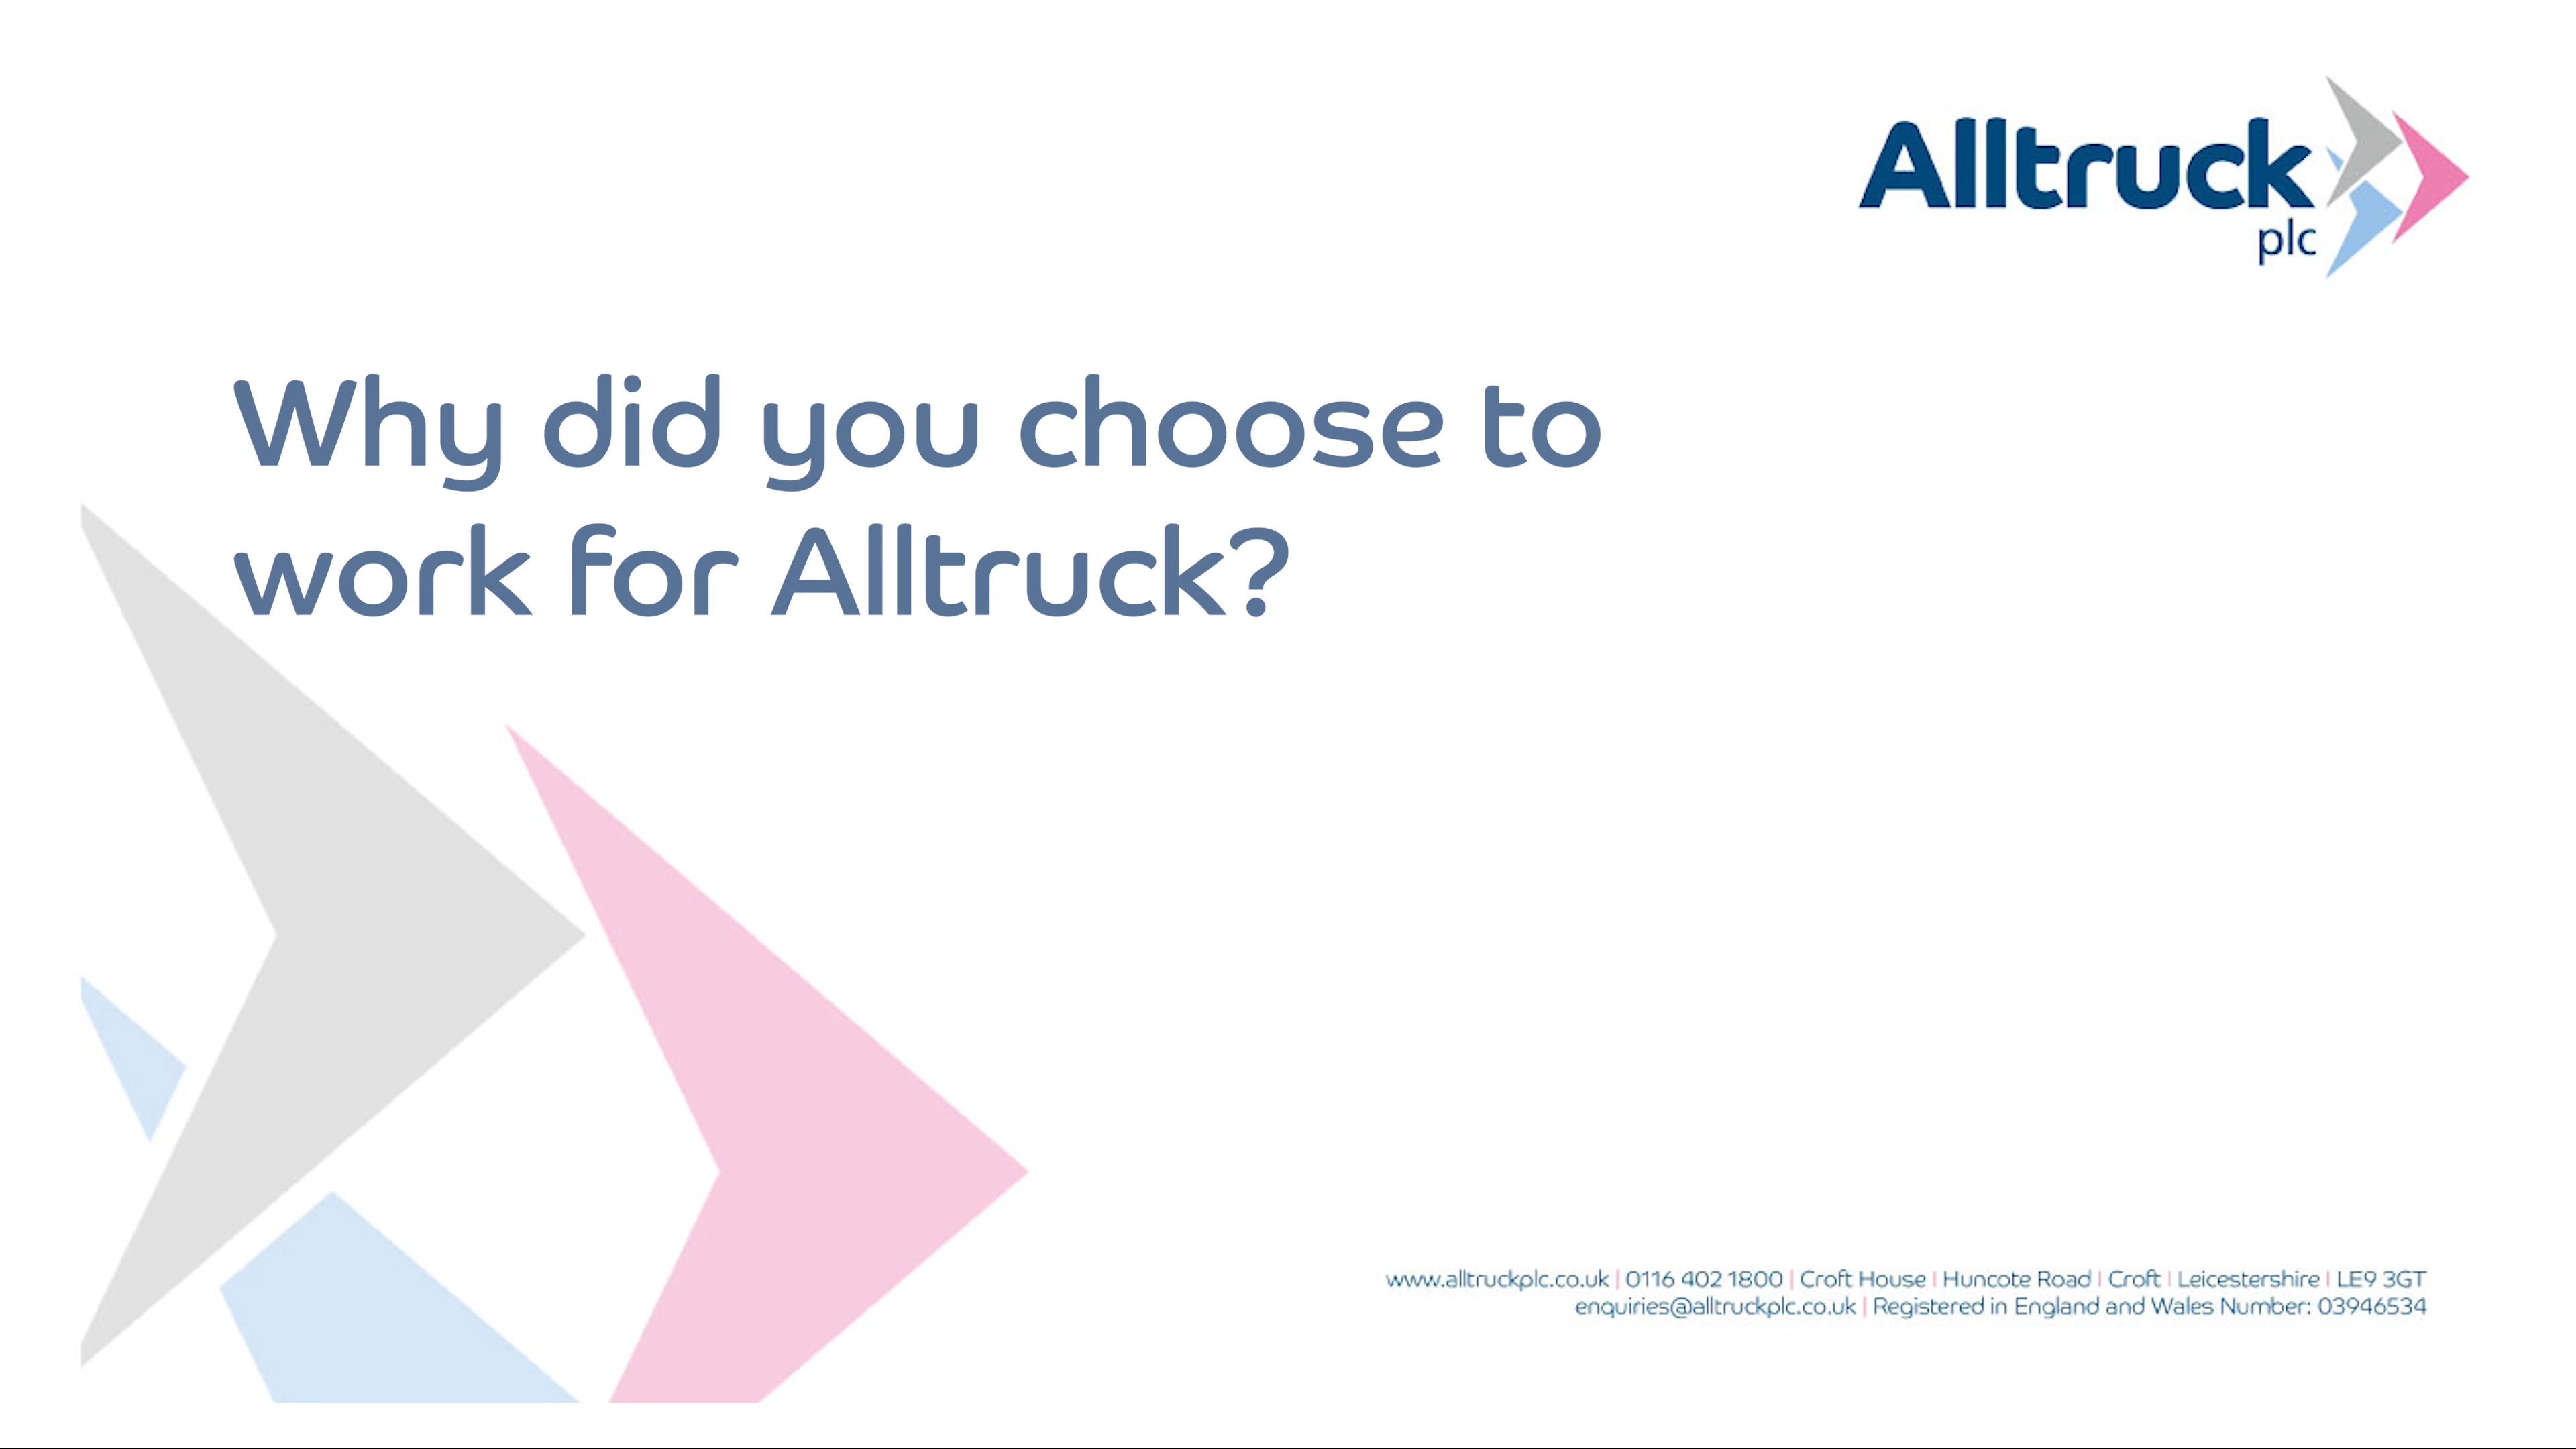 Alltruck
plc
Why did you choose to
work for Alltruck?
www.alltruckplc.co.uk | 0116 402 1800 | Croft House | Huncote Road | Croft | Leicestershire | LE9 3GT
enquiries@alltruckplc.co.uk | Registered in England and Wales Number: 03946534